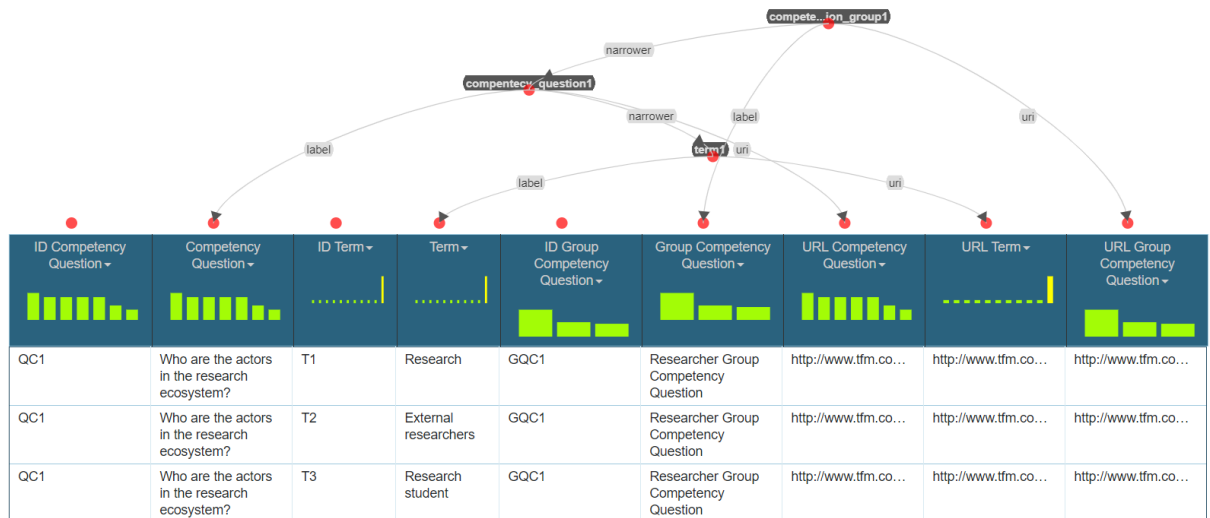 compete...ion_group1
narrower
compentecy_question1
narrower
label
uri
label
term1
uri
label
uri
ID Competency
Question
Competency
Question
ID Term
Term
ID Group
Competency
Question
Group Competency
Question
URL Competency
Question
URL Term
URL Group
Competency
Question
QC1
Who are the actors
in the research
ecosystem?
T1
Research
GQC1
Researcher Group
Competency
Question
http://www.tfm.co...
http://www.tfm.co...
http://www.tfm.co...
QC1
Who are the actors
in the research
ecosystem?
T2
External
researchers
GQC1
Researcher Group
Competency
Question
http://www.tfm.co...
http://www.tfm.co...
http://www.tfm.co...
QC1
Who are the actors
in the research
ecosystem?
T3
Research
student
GQC1
Researcher Group
Competency
Question
http://www.tfm.co...
http://www.tfm.co...
http://www.tfm.co...